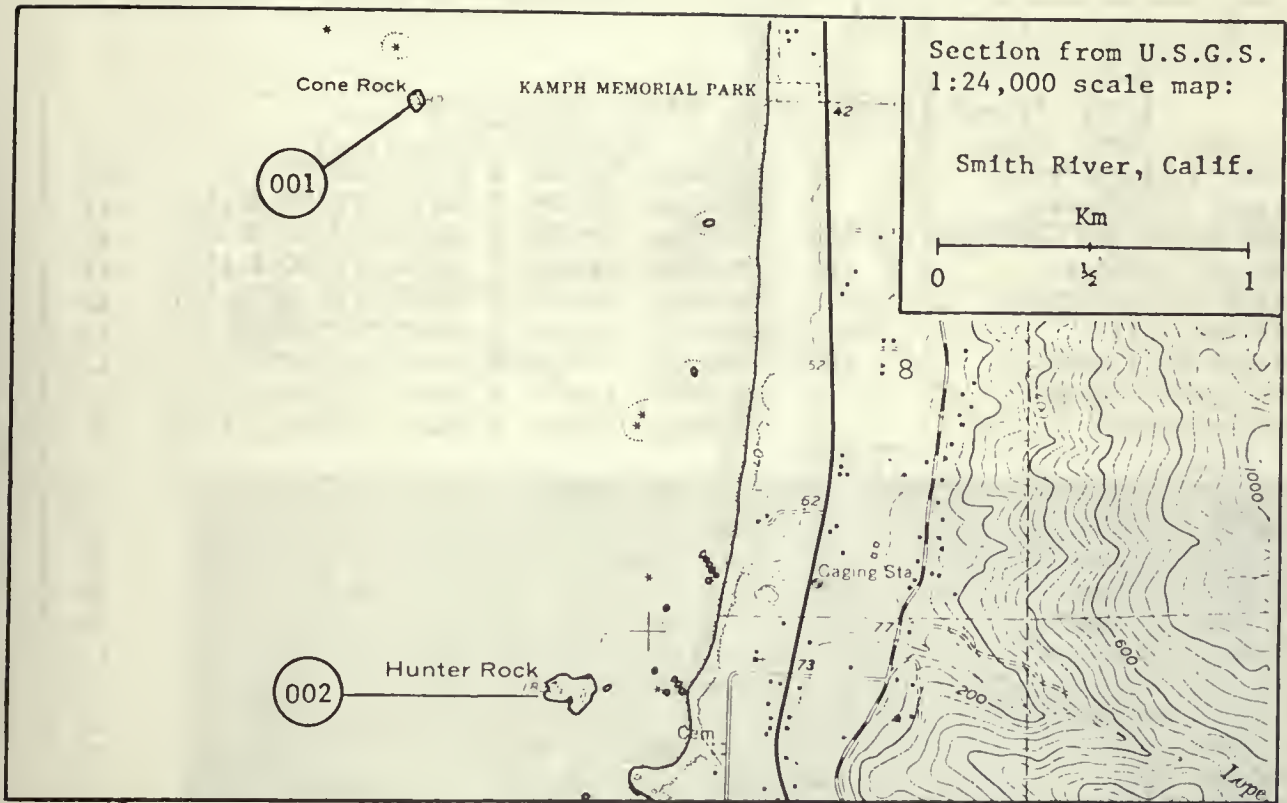 Section from U.S.G.S.
1:24,000 scale map:
Smith River, Calif.
Km
0 ½ 1
Cone Rock
KAMPH MEMORIAL PARK
42
001
52
8
40
62
1000
Gaging Sta
77
600
Hunter Rock
73
002
200
Cem
Lope